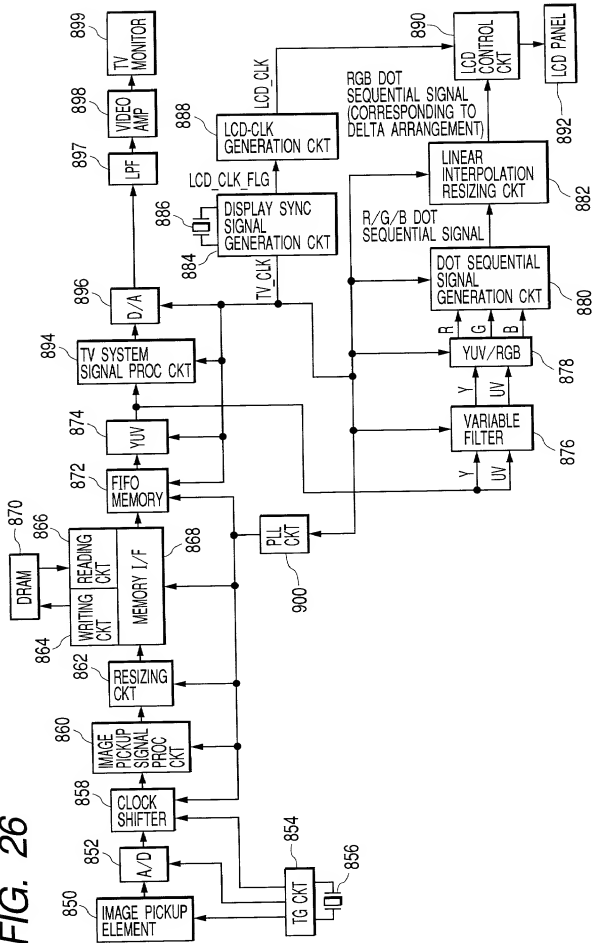 FIG. 26
850
IMAGE PICKUP
ELEMENT
852
A/D
854
TG CKT
856
858
CLOCK
SHIFTER
860
IMAGE
PICKUP
SIGNAL
PROC
CKT
862
RESIZING
CKT
864
WRITING
CKT
866
READING
CKT
MEMORY I/F
868
870
DRAM
872
FIFO
MEMORY
874
YUV
894
TV SYSTEM
SIGNAL PROC CKT
896
D/A
897
LPF
898
VIDEO
AMP
899
TV
MONITOR
886
884
DISPLAY SYNC
SIGNAL
GENERATION CKT
TV_CLK
LCD_CLK_FLG
888
LCD-CLK
GENERATION CKT
LCD_CLK
PLL
CKT
900
Y
UV
VARIABLE
FILTER
876
Y
UV
YUV/RGB
878
R
G
B
DOT SEQUENTIAL
SIGNAL
GENERATION CKT
880
R/G/B DOT
SEQUENTIAL SIGNAL
LINEAR
INTERPOLATION
RESIZING CKT
882
RGB DOT
SEQUENTIAL SIGNAL
(CORRESPONDING TO
DELTA ARRANGEMENT)
890
LCD
CONTROL
CKT
LCD PANEL
892